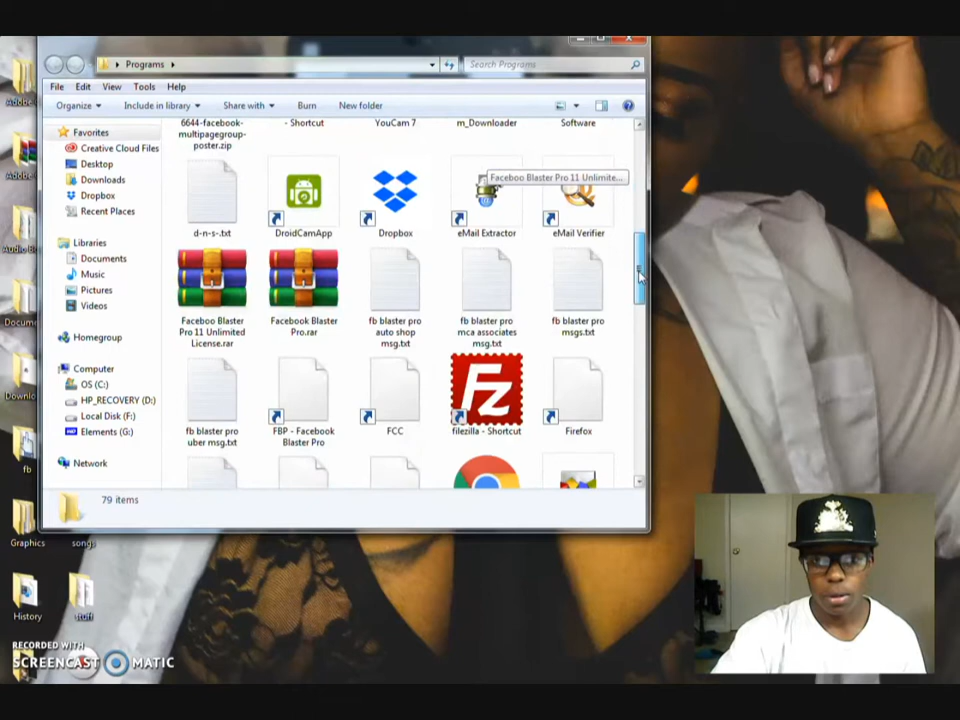 Programs
Search Programs
File Edit View Tools Help
Organize Include in library Share with Burn New folder
Favorites
Creative Cloud Files
Desktop
Downloads
Dropbox
Recent Places
Libraries
Documents
Music
Pictures
Videos
Homegroup
Computer
OS (C:)
HP_RECOVERY (D:)
Local Disk (F:)
Elements (G:)
Network
6644-facebook-
multipagegroup-
poster.zip
- Shortcut
YouCam 7
m_Downloader
Software
Faceboo Blaster Pro 11 Unlimite...
d-n-s-.txt
DroidCamApp
Dropbox
eMail Extractor
eMail Verifier
Faceboo Blaster
Pro 11 Unlimited
License.rar
Facebook Blaster
Pro.rar
fb blaster pro
auto shop
msg.txt
fb blaster pro
mca associates
msg.txt
fb blaster pro
msgs.txt
fb blaster pro
uber msg.txt
FBP - Facebook
Blaster Pro
FCC
Fz
filezilla - Shortcut
Firefox
79 items
fb
Graphics
songs
History
stuff
RECORDED WITH
SCREENCAST MATIC